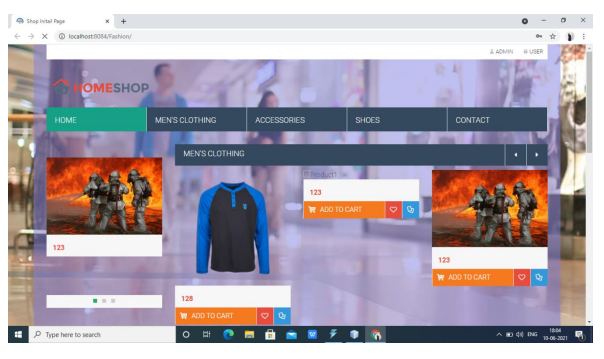 Shop Intail Page
localhost:8084/Fashion/
ADMIN USER
HOMESHOP
HOME MEN'S CLOTHING ACCESSORIES SHOES CONTACT
MEN'S CLOTHING
Product1
123
ADD TO CART
123
123
ADD TO CART
128
ADD TO CART
Type here to search
ENG
18:04
10-06-2021